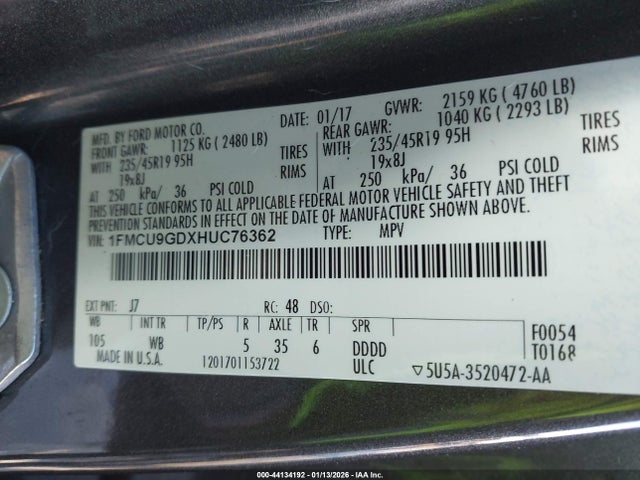 MFD. BY FORD MOTOR CO.
DATE: 01/17 GVWR: 2159 KG ( 4760 LB)
FRONT GAWR: 1125 KG ( 2480 LB)
REAR GAWR: 1040 KG ( 2293 LB)
WITH 235/45R19 95H TIRES
WITH 235/45R19 95H TIRES
19x8J RIMS
19x8J RIMS
AT 250 kPa/ 36 PSI COLD
AT 250 kPa/ 36 PSI COLD
THIS VEHICLE CONFORMS TO ALL APPLICABLE FEDERAL MOTOR VEHICLE SAFETY AND THEFT
PREVENTION STANDARDS IN EFFECT ON THE DATE OF MANUFACTURE SHOWN ABOVE.
VIN: 1FMCU9GDXHUC76362 TYPE: MPV
EXT PNT: J7 RC: 48 DSO:
WB INT TR TP/PS R AXLE TR SPR
105 WB 5 35 6 DDDD
F0054
T0168
MADE IN U.S.A. 1201701153722 ULC ▽5U5A-3520472-AA
000-44134192 - 01/13/2026 - IAA Inc.